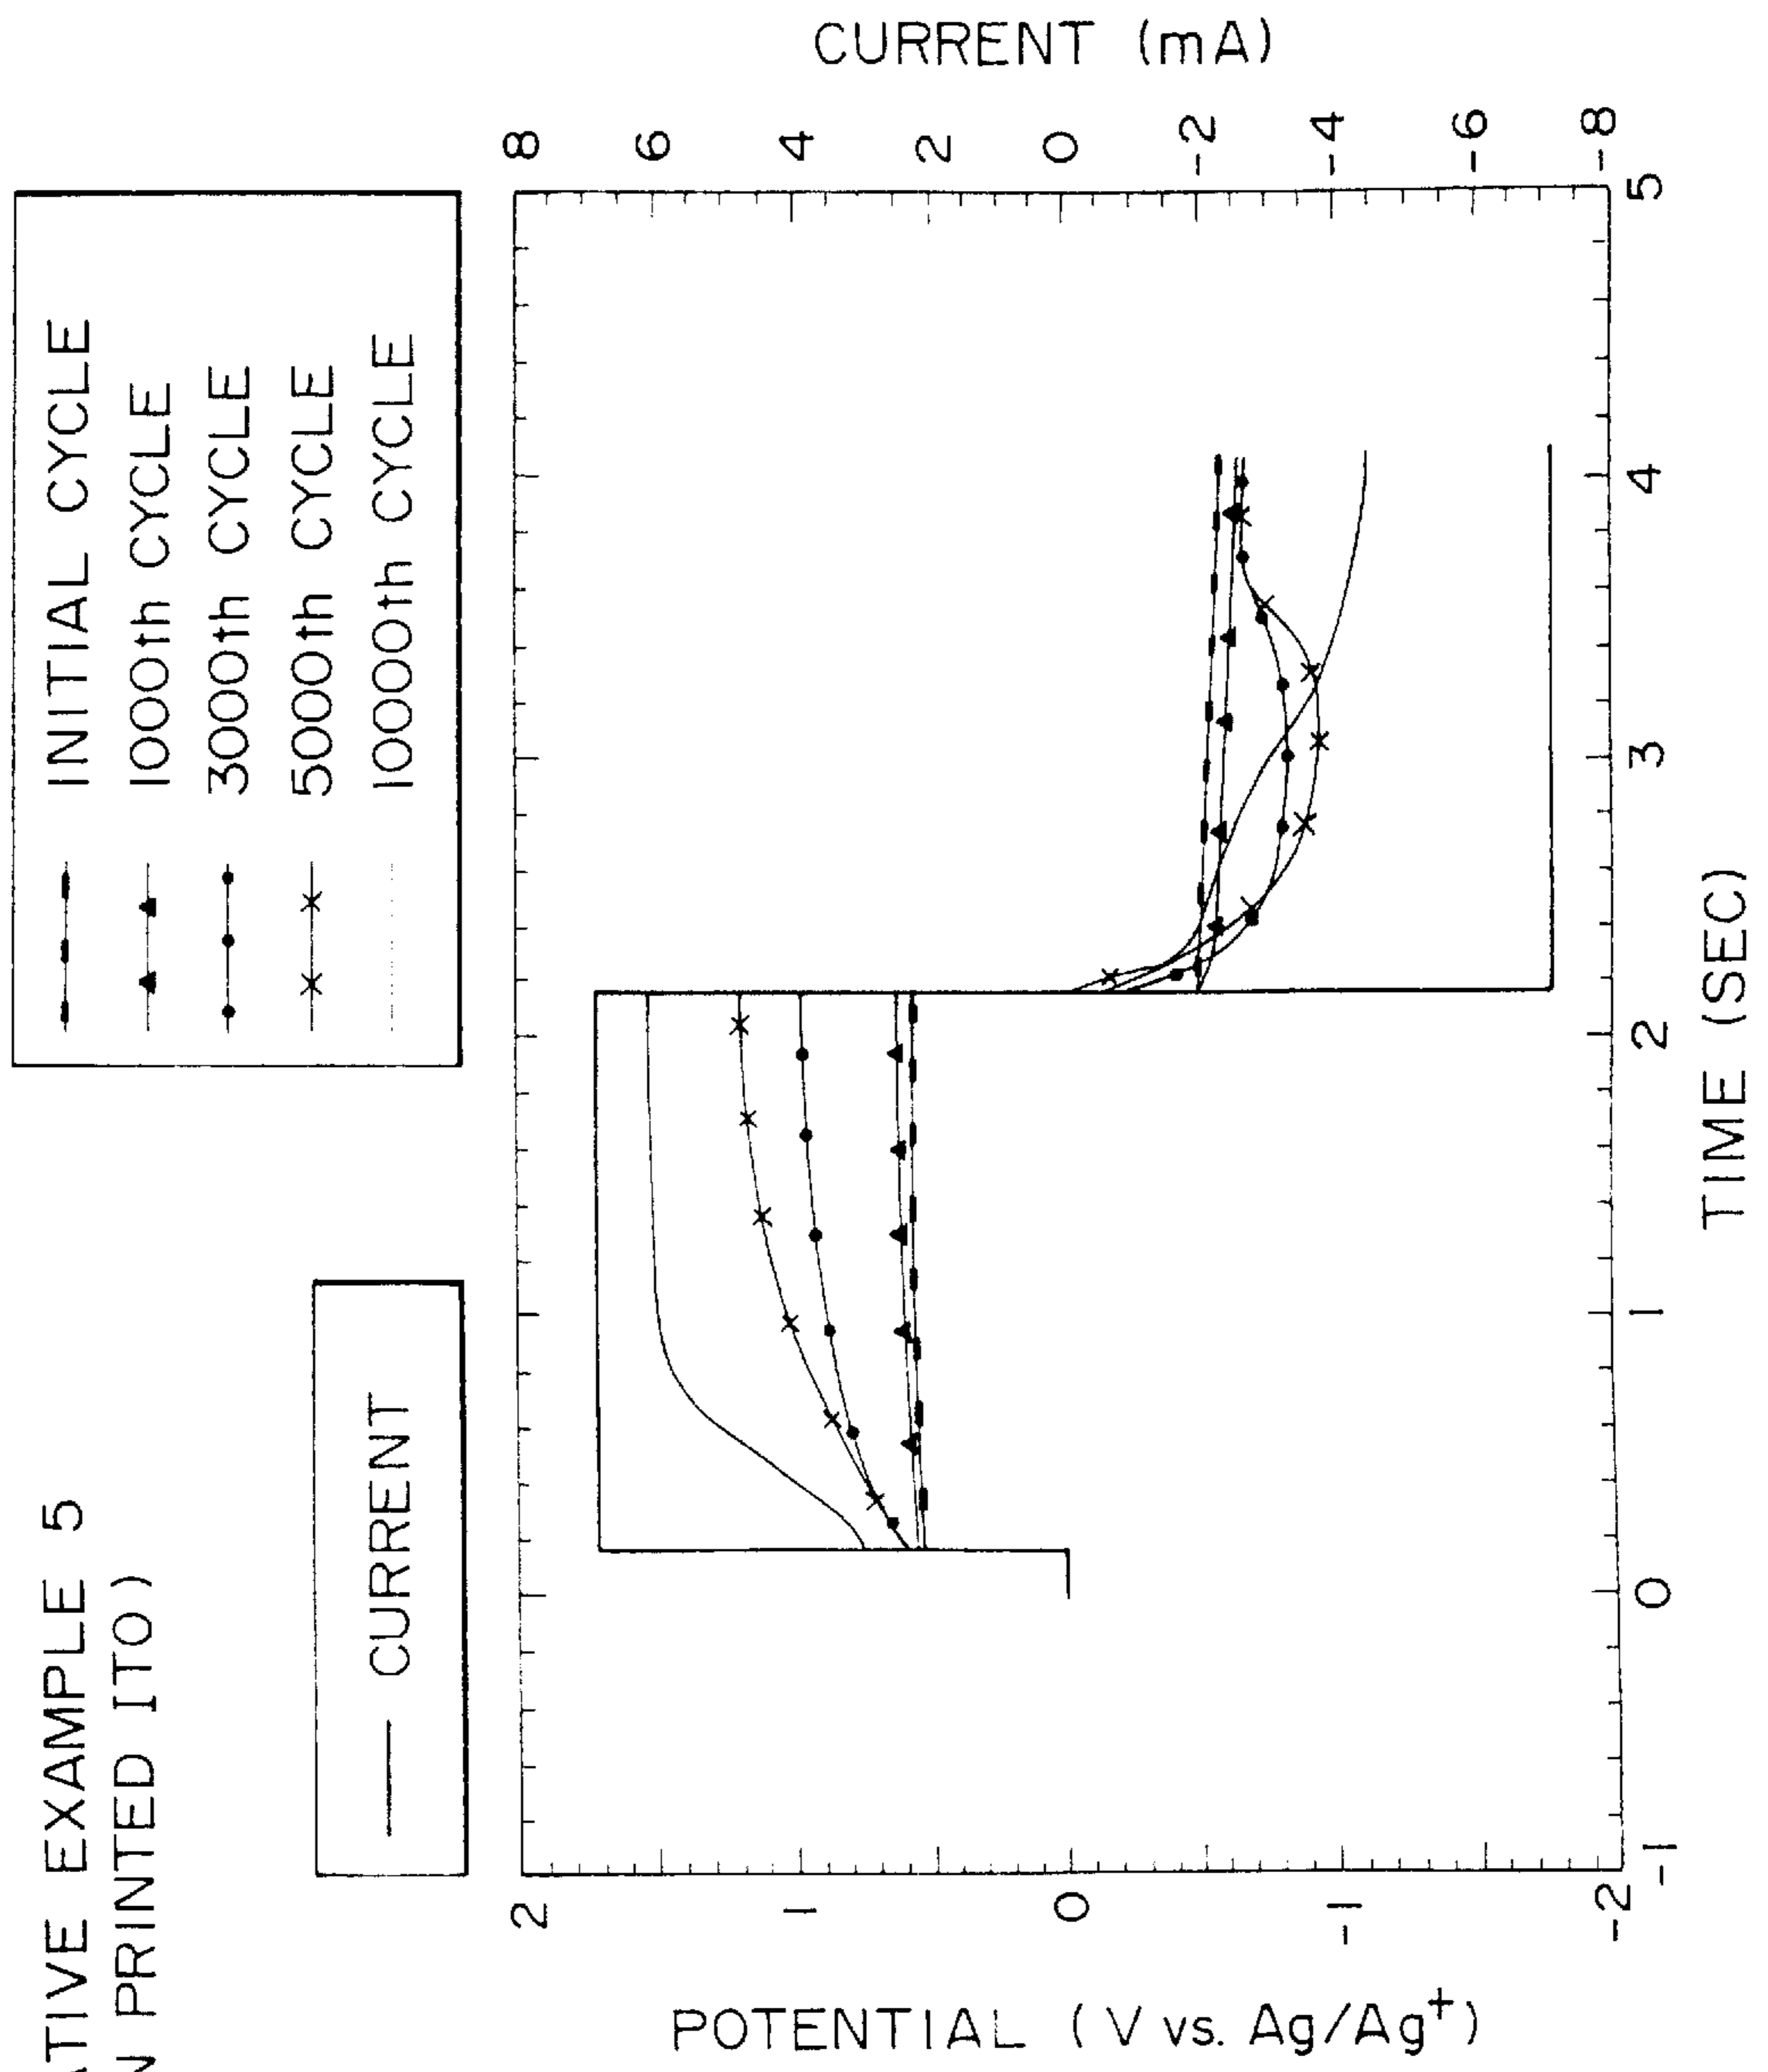 EXAMPLE 5
PRINTED ITO)
CURRENT
INITIAL CYCLE
1000th CYCLE
3000th CYCLE
5000th CYCLE
10000th CYCLE
POTENTIAL (V vs. Ag/Ag+)
2
1
0
-1
-2
CURRENT (mA)
8
6
4
2
0
-2
-4
-6
-8
-1
0
1
2
3
4
5
TIME (SEC)